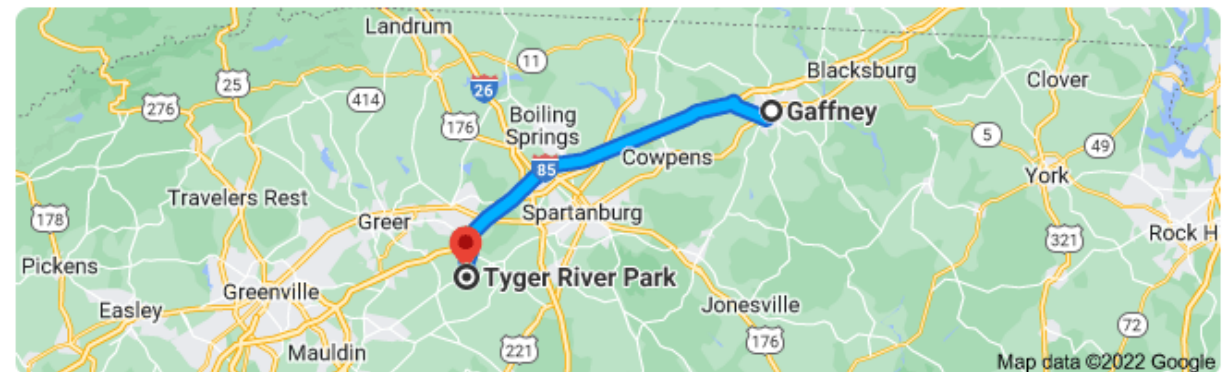 Landrum
11
Blacksburg
Clover
25
26
276
414
Boiling
Springs
Gaffney
176
5
49
Cowpens
85
York
Travelers Rest
178
Greer
Spartanburg
321
Rock H
Pickens
Tyger River Park
Greenville
Easley
Jonesville
72
176
Mauldin
221
Map data ©2022 Google